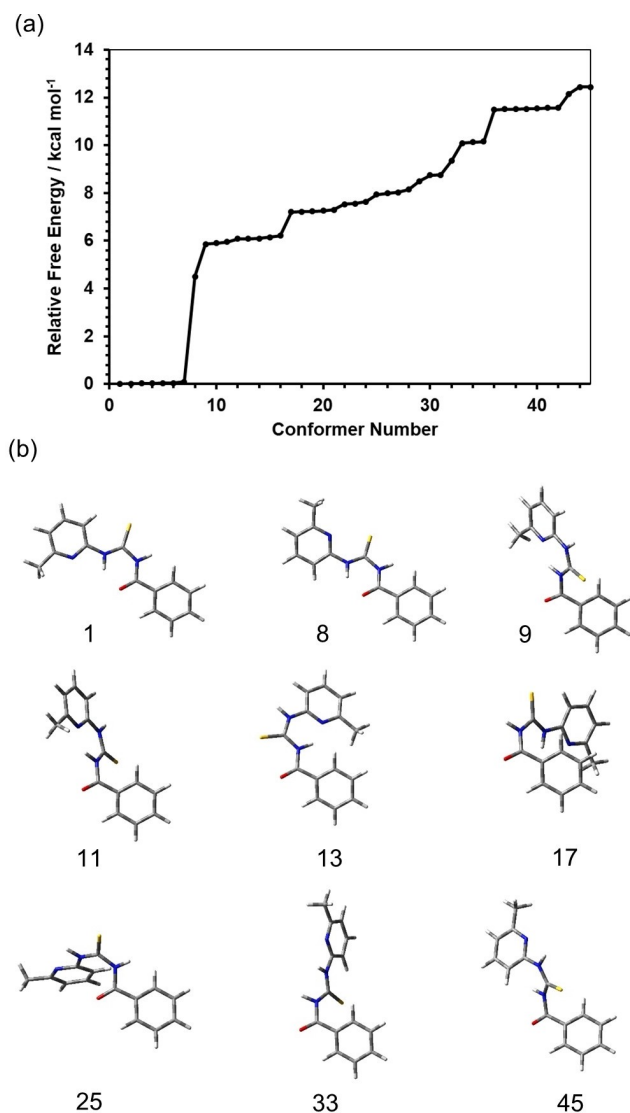 (a)
14
12
10
8
6
4
2
0
Relative Free Energy / kcal mol⁻¹
0 10 20 30 40
Conformer Number
(b)
1 8 9
11 13 17
25 33 45